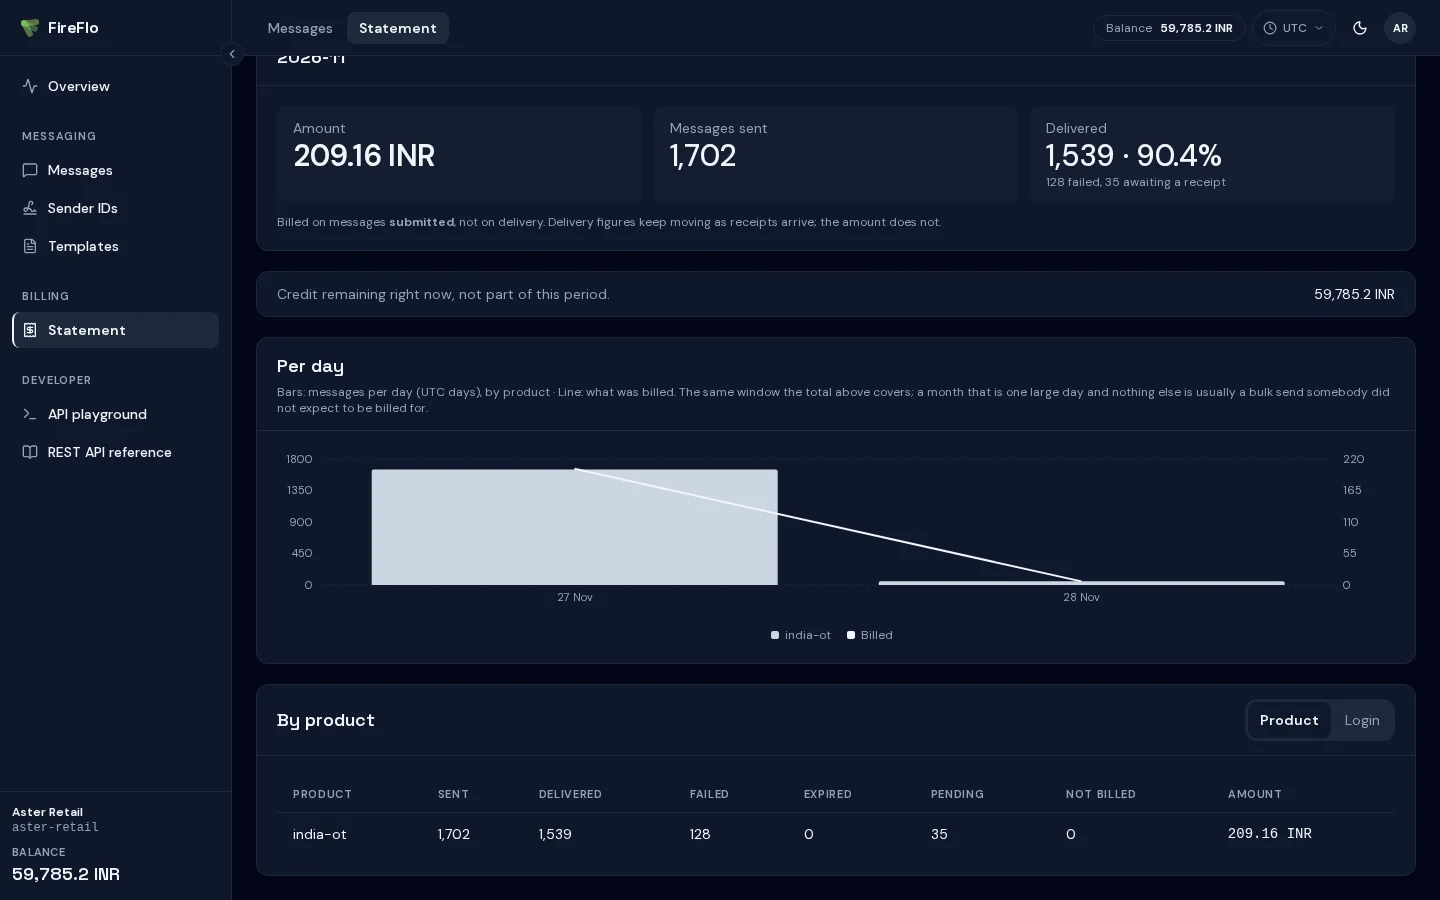 FireFlo
Messages
Statement
Balance 59,785.2 INR
UTC
AR
Overview
MESSAGING
Messages
Sender IDs
Templates
BILLING
Statement
DEVELOPER
API playground
REST API reference
Aster Retail
aster-retail
BALANCE
59,785.2 INR
2026-11
Amount
209.16 INR
Messages sent
1,702
Delivered
1,539 · 90.4%
128 failed, 35 awaiting a receipt
Billed on messages submitted, not on delivery. Delivery figures keep moving as receipts arrive; the amount does not.
Credit remaining right now, not part of this period.
59,785.2 INR
Per day
Bars: messages per day (UTC days), by product · Line: what was billed. The same window the total above covers; a month that is one large day and nothing else is usually a bulk send somebody did
not expect to be billed for.
1800
1350
900
450
0
220
165
110
55
0
27 Nov
28 Nov
india-ot
Billed
By product
Product
Login
PRODUCT SENT DELIVERED FAILED EXPIRED PENDING NOT BILLED AMOUNT
india-ot 1,702 1,539 128 0 35 0 209.16 INR